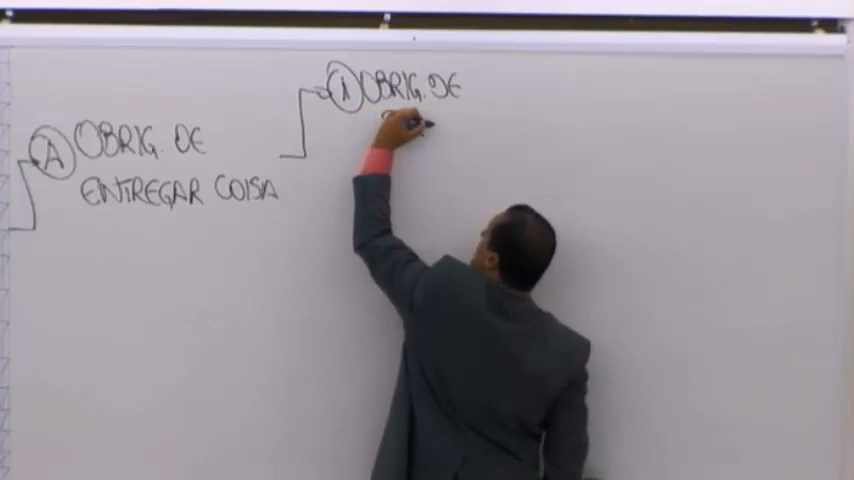 A OBRIG. DE
ENTREGAR COISA
1 OBRIG. DE